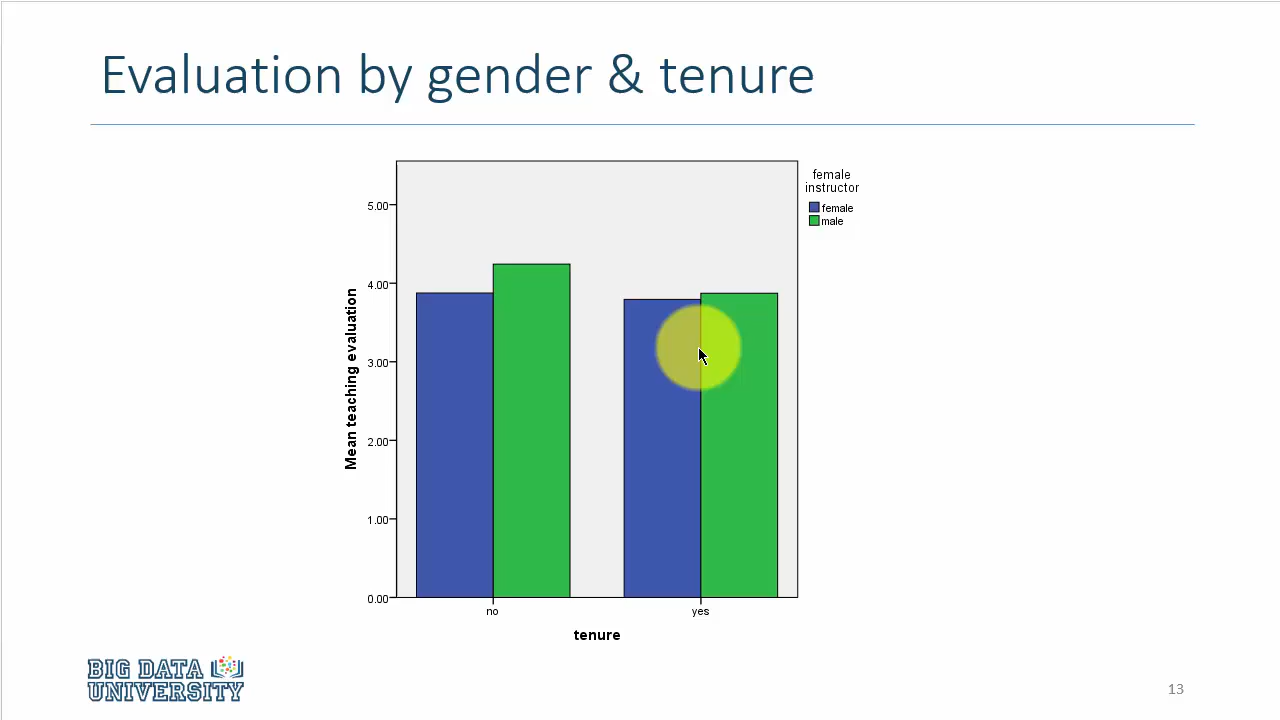 Evaluation by gender & tenure
female
instructor
female
male
5.00
4.00
3.00
2.00
1.00
0.00
Mean teaching evaluation
no
yes
tenure
BIG DATA
UNIVERSITY
13